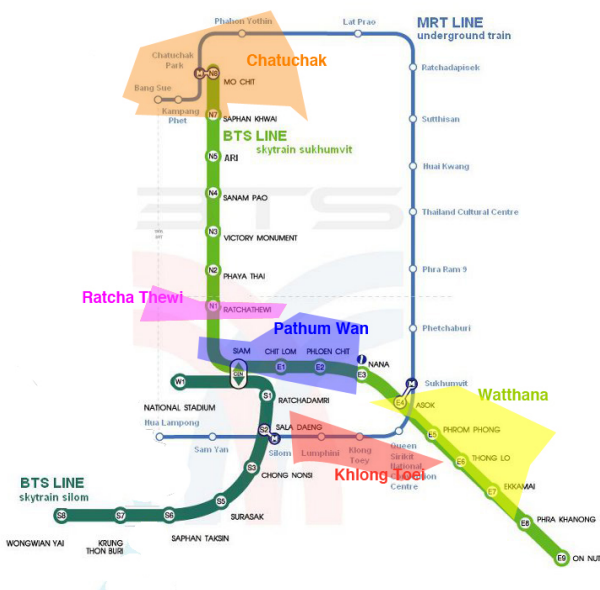 Phahon Yothin
Lat Prao
MRT LINE
underground train
Chatuchak
Park
Chatuchak
M
N8
MO CHIT
Ratchadapisek
Bang Sue
Kampang
Phet
N7
SAPHAN KHWAI
Sutthisan
BTS LINE
skytrain sukhumvit
N5
ARI
Huai Kwang
N4
SANAM PAO
BTS
Thailand Cultural Centre
N3
VICTORY MONUMENT
N2
PHAYA THAI
Phra Ram 9
Ratcha Thewi
N1
RATCHATHEWI
Pathum Wan
Phetchaburi
SIAM
CHIT LOM
PHLOEN CHIT
i
NANA
CEN
E1
E2
E3
W1
M
Sukhumvit
NATIONAL STADIUM
S1
RATCHADAMRI
E4
ASOK
Watthana
Hua Lampong
S2
SALA DAENG
M
E5
PHROM PHONG
Sam Yan
Silom
Lumphini
Klong
Toey
Queen
Sirikit
National
Centre
Khlong Toei
E6
THONG LO
S3
CHONG NONSI
BTS LINE
skytrain silom
E7
EKKAMAI
S5
SURASAK
S8
S7
S6
E8
PHRA KHANONG
WONGWIAN YAI
KRUNG
THON BURI
SAPHAN TAKSIN
E9
ON NUT